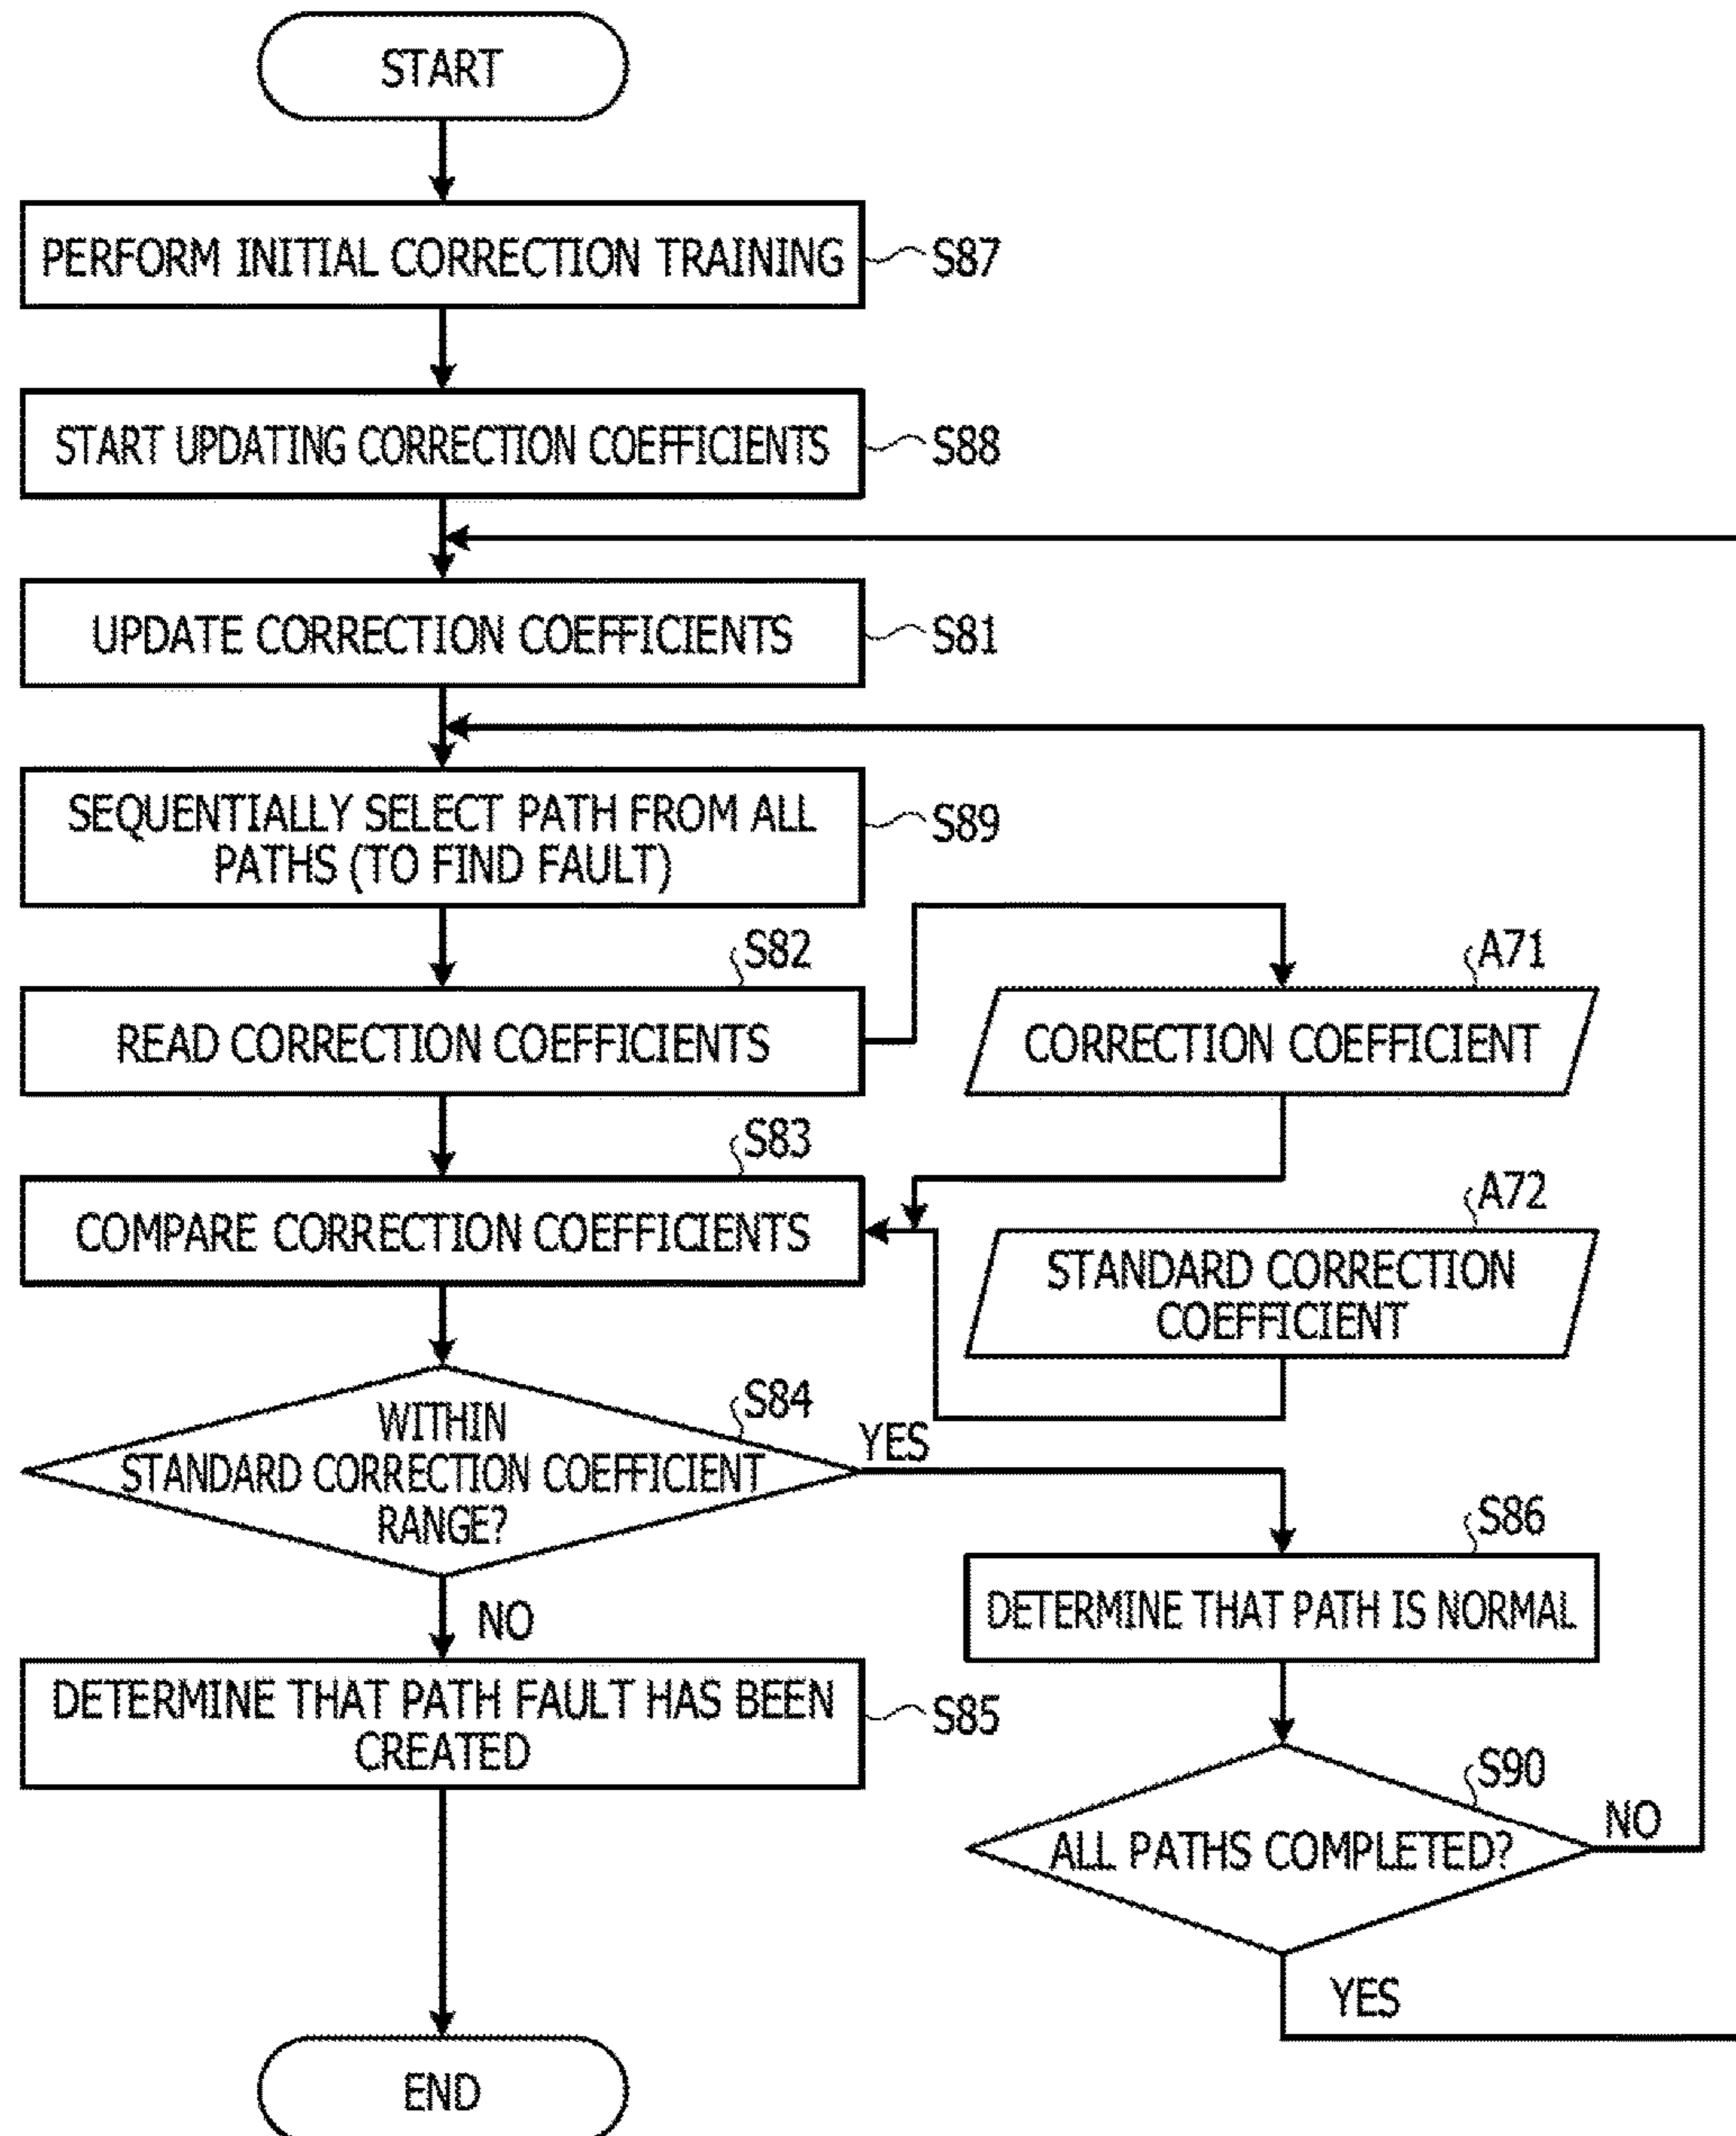 START
PERFORM INITIAL CORRECTION TRAINING
S87
START UPDATING CORRECTION COEFFICIENTS
S88
UPDATE CORRECTION COEFFICIENTS
S81
SEQUENTIALLY SELECT PATH FROM ALL
PATHS (TO FIND FAULT)
S89
S82
READ CORRECTION COEFFICIENTS
A71
CORRECTION COEFFICIENT
S83
COMPARE CORRECTION COEFFICIENTS
A72
STANDARD CORRECTION
COEFFICIENT
S84
WITHIN
STANDARD CORRECTION COEFFICIENT
RANGE?
YES
NO
S86
DETERMINE THAT PATH IS NORMAL
DETERMINE THAT PATH FAULT HAS BEEN
CREATED
S85
S90
ALL PATHS COMPLETED?
NO
YES
END